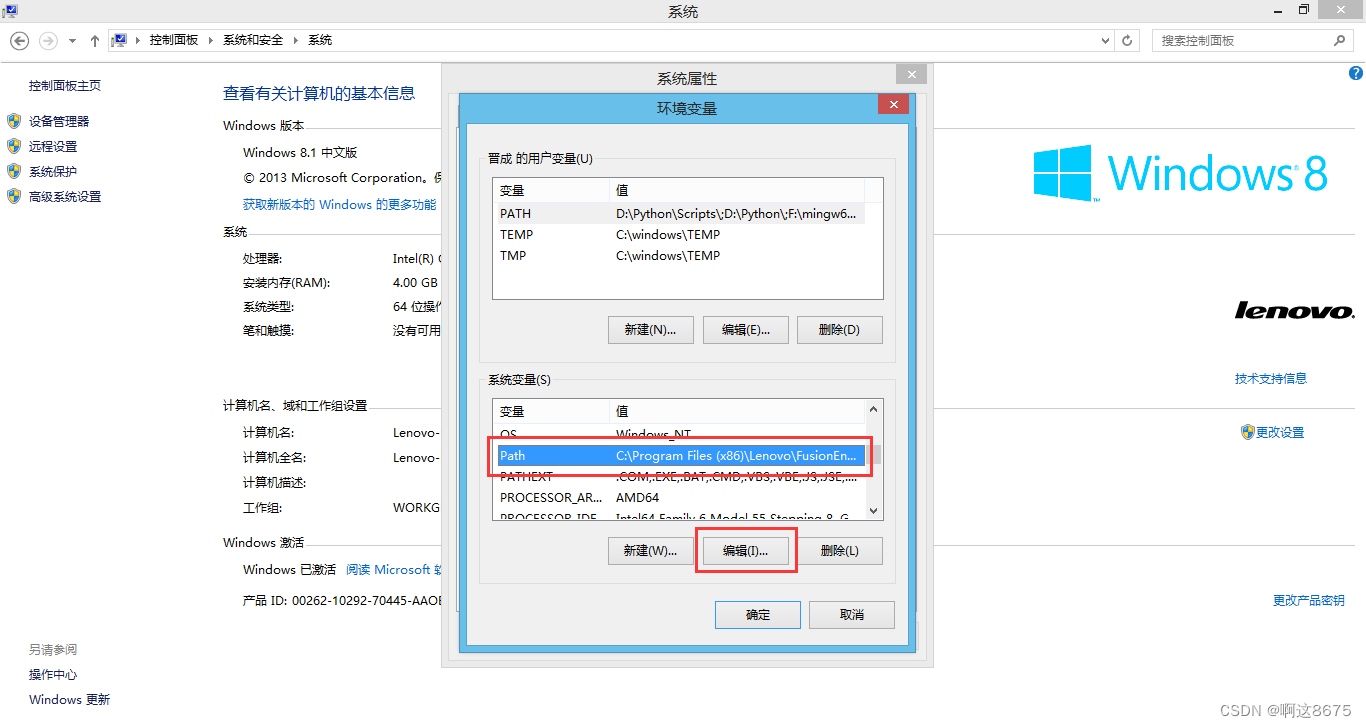 系统
控制面板 系统和安全 系统
搜索控制面板
控制面板主页
设备管理器
远程设置
系统保护
高级系统设置
查看有关计算机的基本信息
Windows 版本
Windows 8.1 中文版
© 2013 Microsoft Corporation。
获取新版本的 Windows 的更多功能
系统
处理器: Intel(R)
安装内存(RAM): 4.00 GB
系统类型: 64 位操作
笔和触摸: 没有可用
计算机名、域和工作组设置
计算机名: Lenovo-
计算机全名: Lenovo-
计算机描述:
工作组: WORKG
Windows 激活
Windows 已激活 阅读 Microsoft
产品 ID: 00262-10292-70445-AAOE
另请参阅
操作中心
Windows 更新
系统属性
环境变量
晋成 的用户变量(U)
变量 值
PATH D:\Python\Scripts\;D:\Python\;F:\mingw6...
TEMP C:\windows\TEMP
TMP C:\windows\TEMP
新建(N)... 编辑(E)... 删除(D)
系统变量(S)
变量 值
OS Windows_NT
Path C:\Program Files (x86)\Lenovo\FusionEn...
PATHEXT .COM;.EXE;.BAT;.CMD;.VBS;.VBE;.JS;.JSE;....
PROCESSOR_AR... AMD64
PROCESSOR_IDE Intel64 Family 6 Model 55 Stepping 8, G
新建(W)... 编辑(I)... 删除(L)
确定 取消
Windows 8
lenovo
技术支持信息
更改设置
更改产品密钥
CSDN @啊这8675